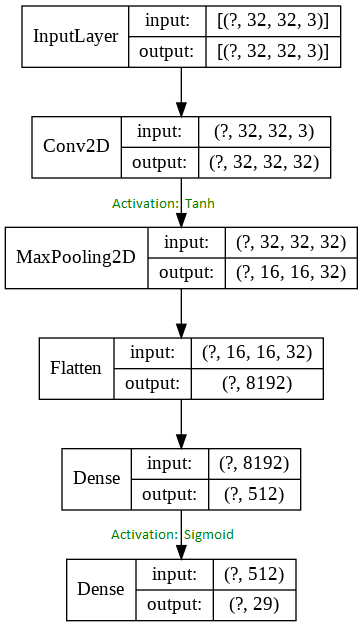 InputLayer
input: [(?, 32, 32, 3)]
output: [(?, 32, 32, 3)]
Conv2D
input: (?, 32, 32, 3)
output: (?, 32, 32, 32)
Activation: Tanh
MaxPooling2D
input: (?, 32, 32, 32)
output: (?, 16, 16, 32)
Flatten
input: (?, 16, 16, 32)
output: (?, 8192)
Dense
input: (?, 8192)
output: (?, 512)
Activation: Sigmoid
Dense
input: (?, 512)
output: (?, 29)